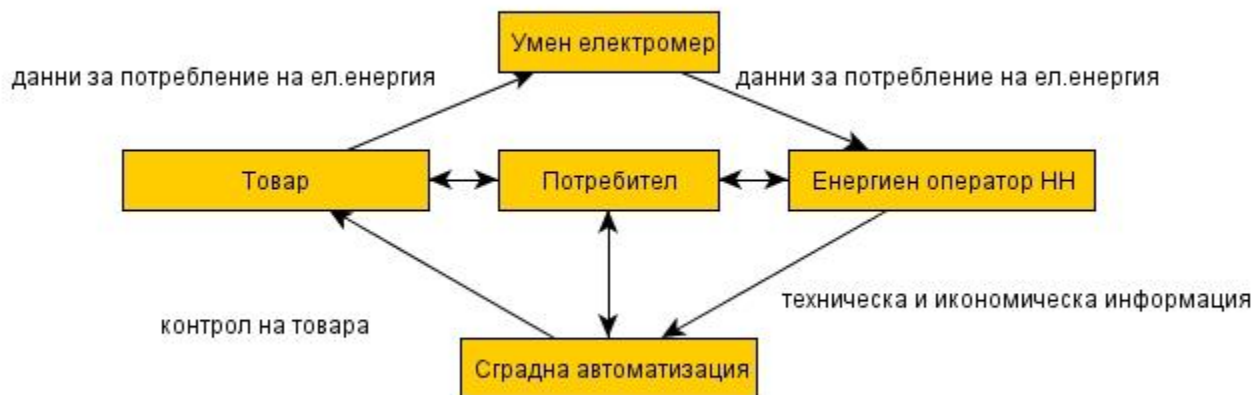 Умен електромер
данни за потребление на ел.енергия
данни за потребление на ел.енергия
Товар
Потребител
Енергиен оператор НН
техническа и икономическа информация
контрол на товара
Сградна автоматизация